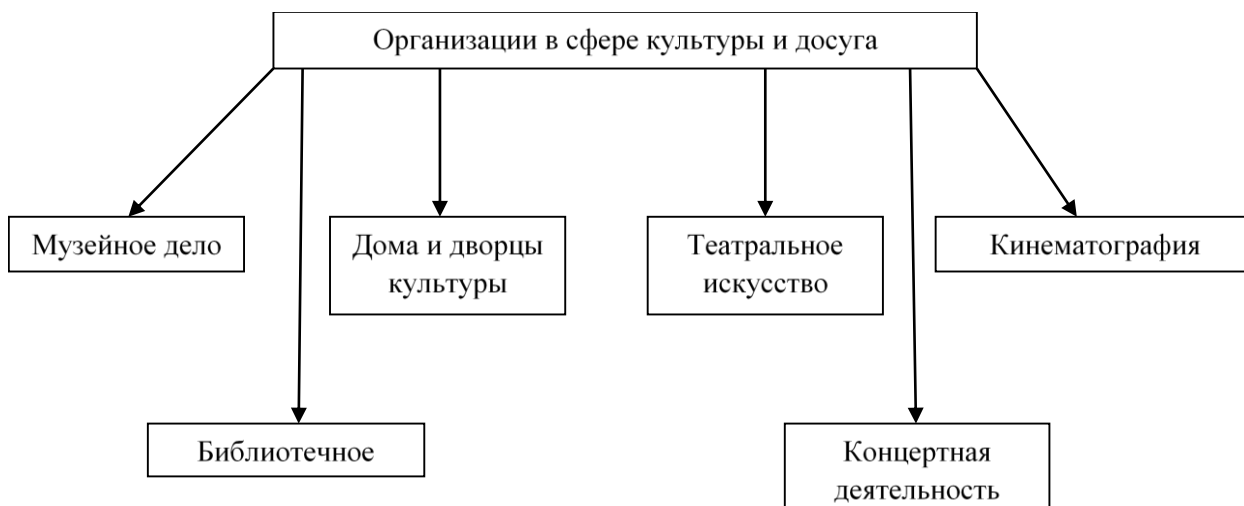 Организации в сфере культуры и досуга
Музейное дело
Дома и дворцы
культуры
Театральное
искусство
Кинематография
Библиотечное
Концертная
деятельность